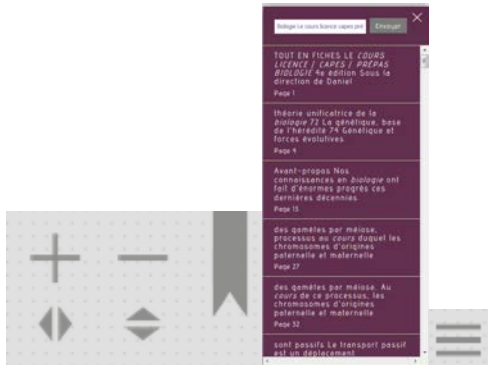 Biologie Le cours licence capes pré
Envoyer
TOUT EN FICHES LE COURS
LICENCE / CAPES / PRÉPAS
BIOLOGIE 4e édition Sous la
direction de Daniel
Page 1
théorie unificatrice de la
biologie 72 La génétique, base
de l'hérédité 74 Génétique et
forces évolutives
Page 4
Avant-propos Nos
connaissances en biologie ont
fait d'énormes progrès ces
dernières décennies
Page 15
des gamètes par méiose,
processus au cours duquel les
chromosomes d'origines
paternelle et maternelle
Page 27
des gamètes par méiose. Au
cours de ce processus, les
chromosomes d'origines
paternelle et maternelle
Page 32
sont passifs Le transport passif
est un déplacement